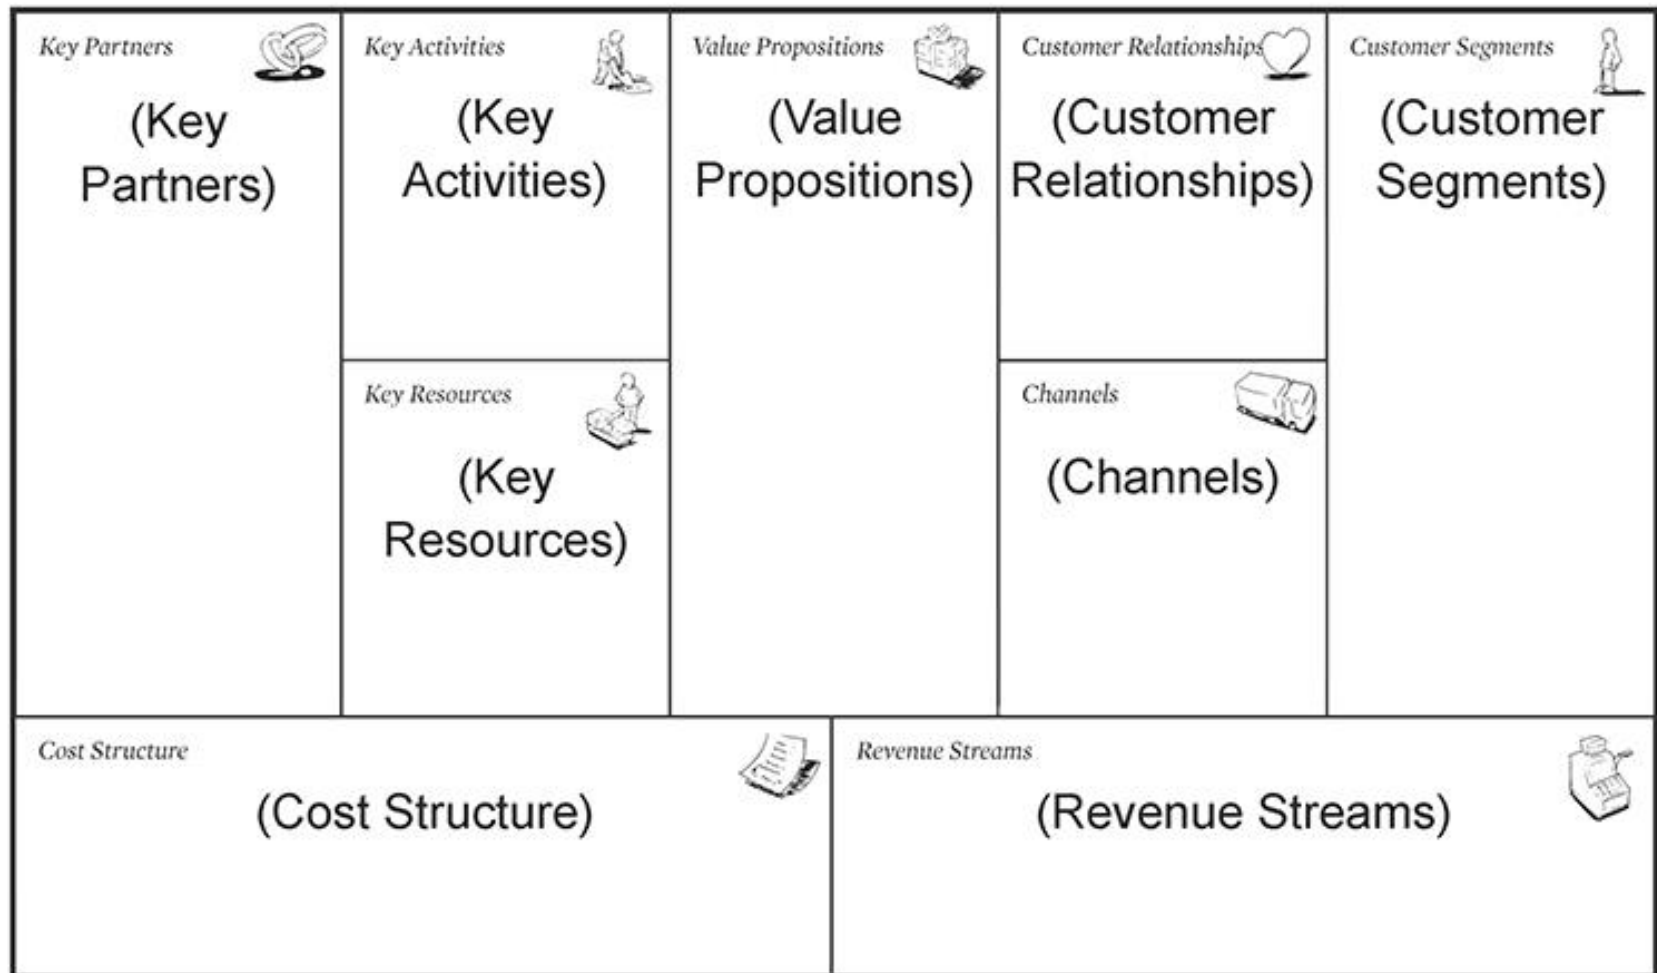 Key Partners
(Key
Partners)
Key Activities
(Key
Activities)
Key Resources
(Key
Resources)
Value Propositions
(Value
Propositions)
Customer Relationships
(Customer
Relationships)
Channels
(Channels)
Customer Segments
(Customer
Segments)
Cost Structure
(Cost Structure)
Revenue Streams
(Revenue Streams)